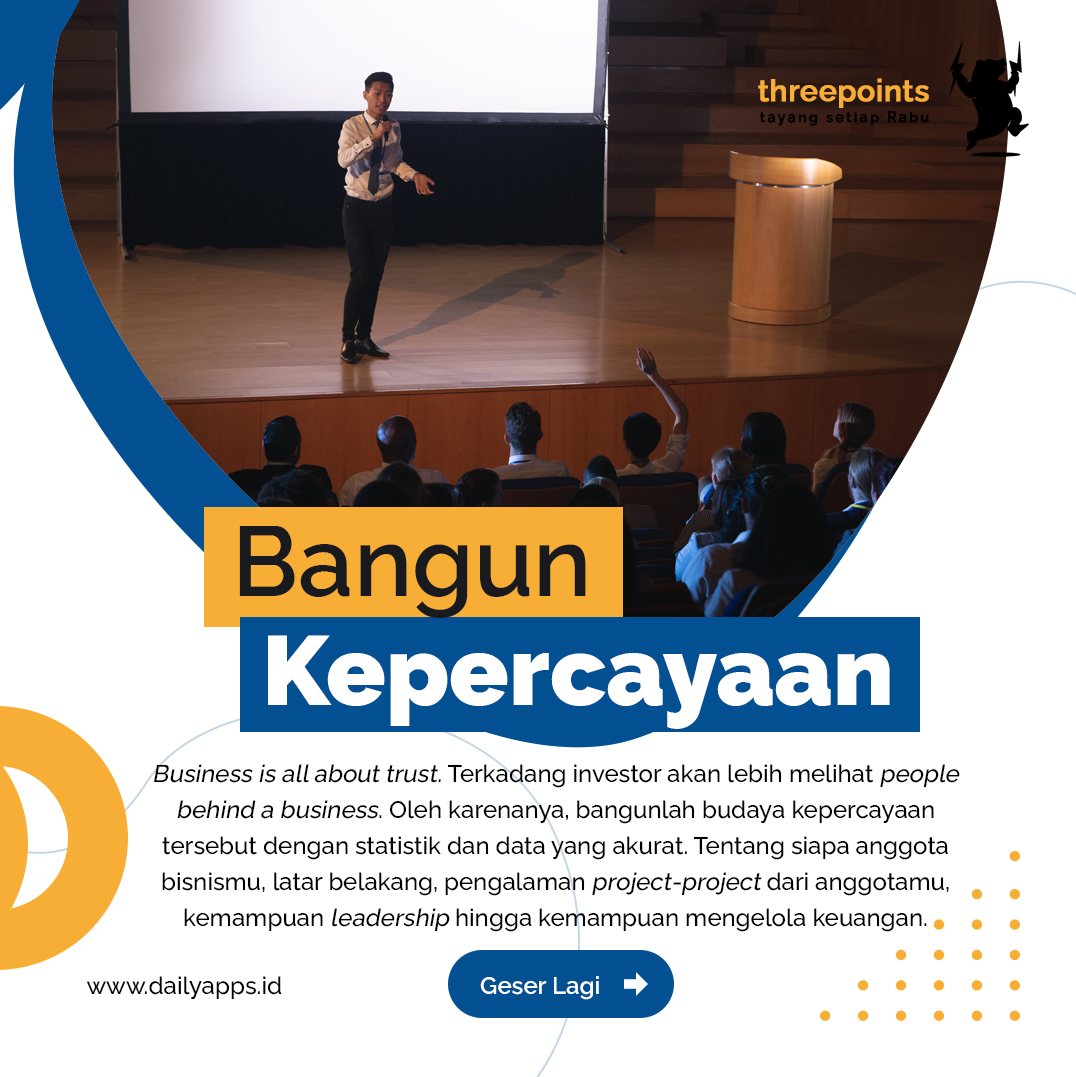 threepoints
tayang setiap Rabu
Bangun
Kepercayaan
Business is all about trust. Terkadang investor akan lebih melihat people
behind a business. Oleh karenanya, bangunlah budaya kepercayaan
tersebut dengan statistik dan data yang akurat. Tentang siapa anggota
bisnismu, latar belakang, pengalaman project-project dari anggotamu,
kemampuan leadership hingga kemampuan mengelola keuangan.
www.dailyapps.id
Geser Lagi